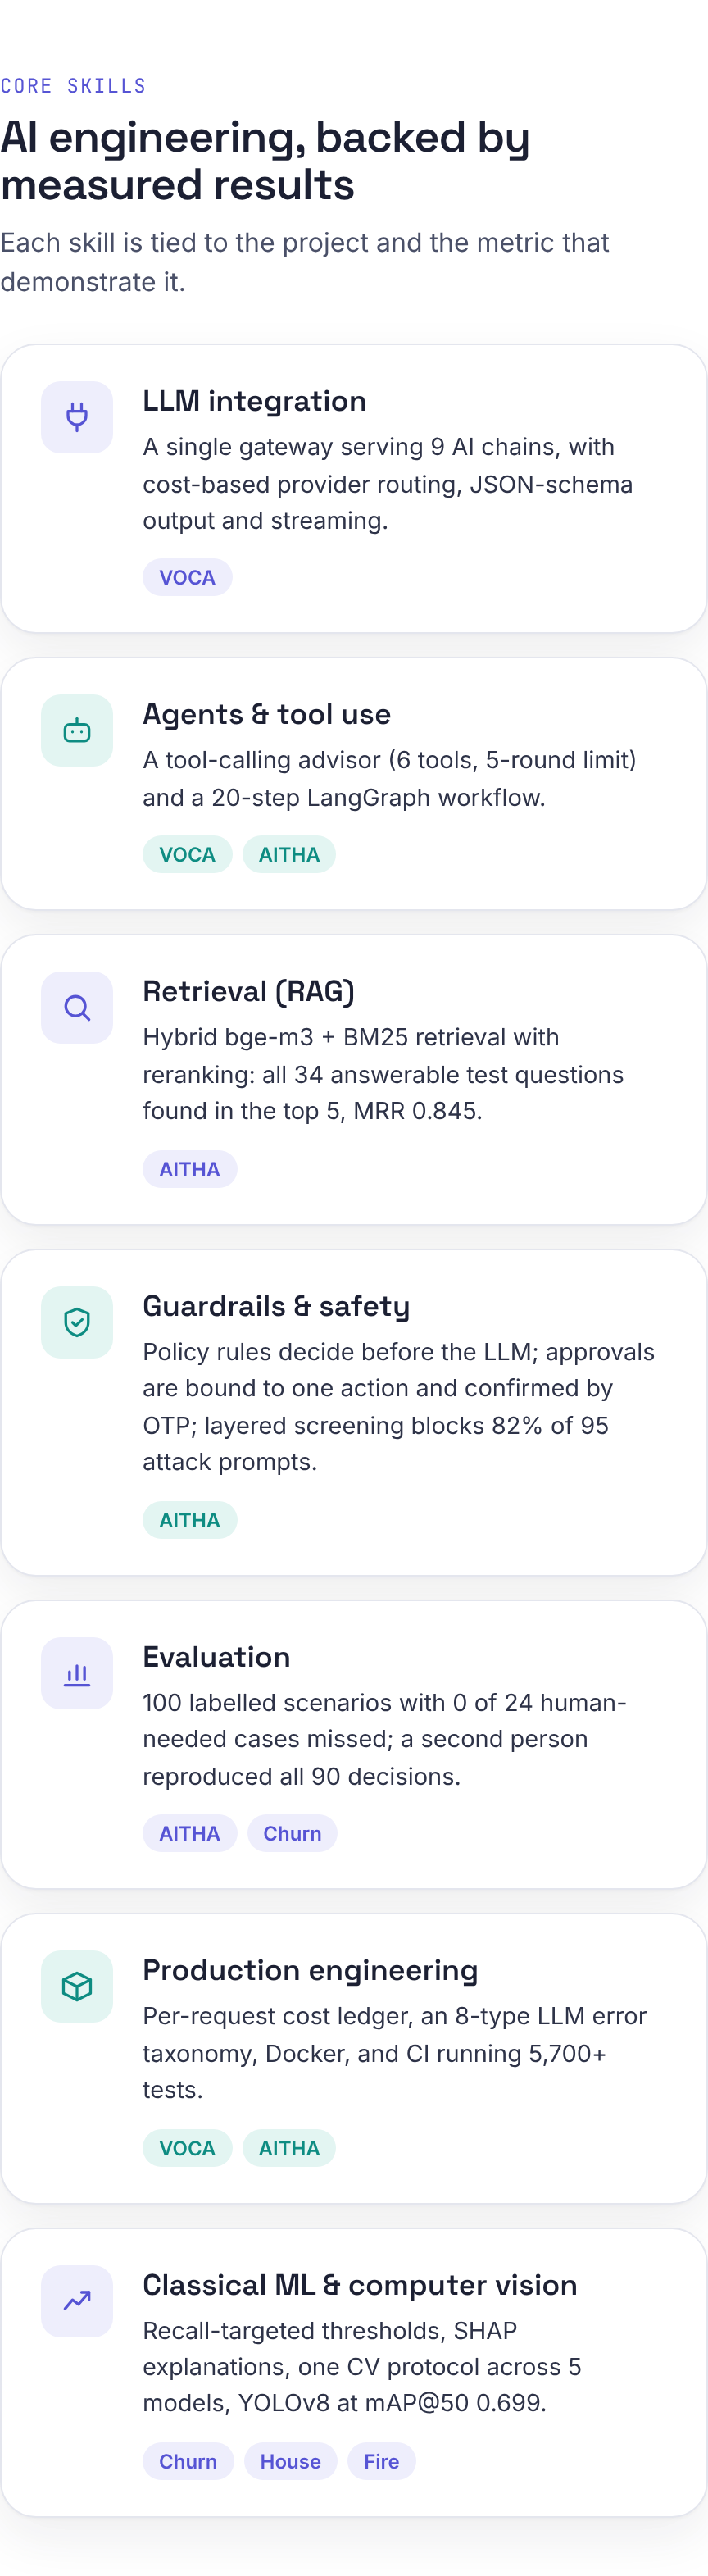 CORE SKILLS
AI engineering, backed by
measured results
Each skill is tied to the project and the metric that
demonstrate it.
LLM integration
A single gateway serving 9 AI chains, with
cost-based provider routing, JSON-schema
output and streaming.
VOCA
Agents & tool use
A tool-calling advisor (6 tools, 5-round limit)
and a 20-step LangGraph workflow.
VOCA AITHA
Retrieval (RAG)
Hybrid bge-m3 + BM25 retrieval with
reranking: all 34 answerable test questions
found in the top 5, MRR 0.845.
AITHA
Guardrails & safety
Policy rules decide before the LLM; approvals
are bound to one action and confirmed by
OTP; layered screening blocks 82% of 95
attack prompts.
AITHA
Evaluation
100 labelled scenarios with 0 of 24 human-
needed cases missed; a second person
reproduced all 90 decisions.
AITHA Churn
Production engineering
Per-request cost ledger, an 8-type LLM error
taxonomy, Docker, and CI running 5,700+
tests.
VOCA AITHA
Classical ML & computer vision
Recall-targeted thresholds, SHAP
explanations, one CV protocol across 5
models, YOLOv8 at mAP@50 0.699.
Churn House Fire